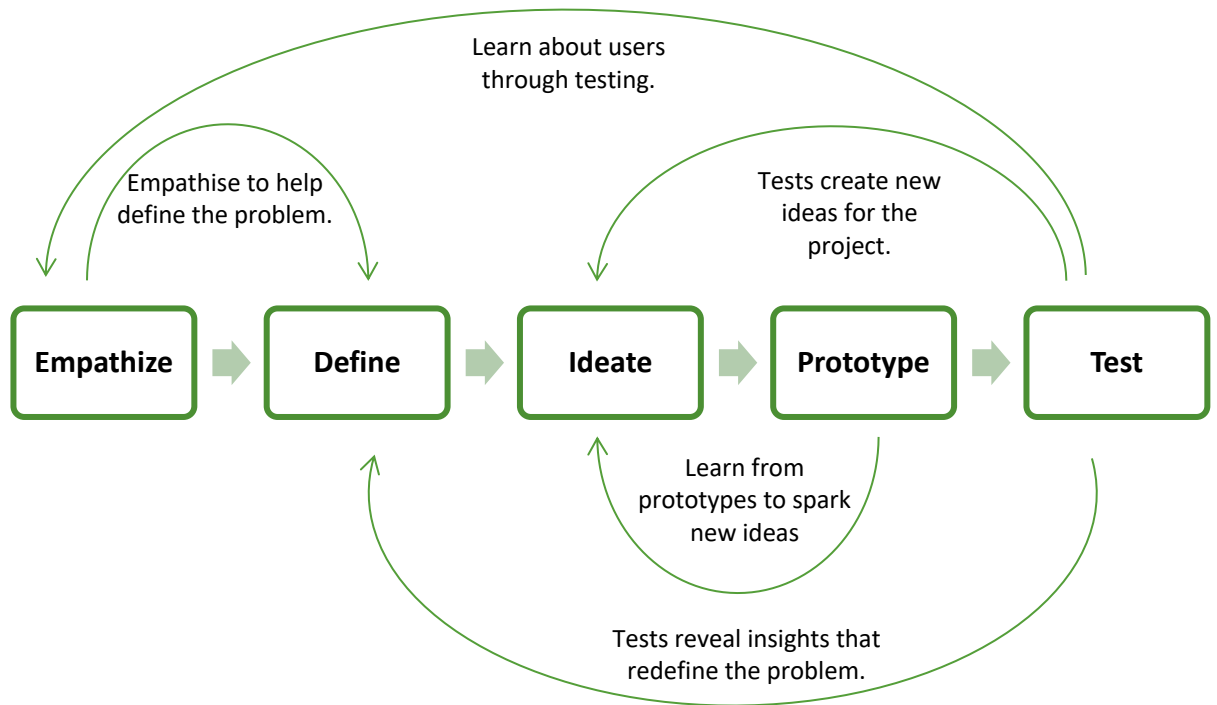 Learn about users
through testing.
Empathise to help
define the problem.
Tests create new
ideas for the
project.
Empathize
Define
Ideate
Prototype
Test
Learn from
prototypes to spark
new ideas
Tests reveal insights that
redefine the problem.